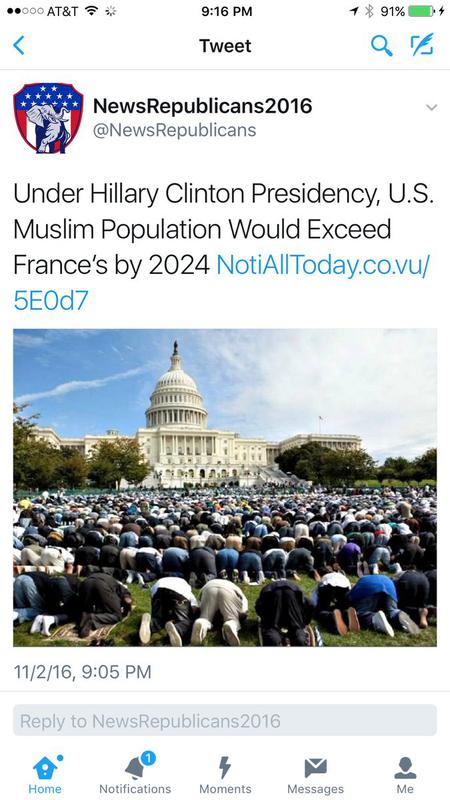 AT&T 9:16 PM 91%
Tweet
NewsRepublicans2016
@NewsRepublicans
Under Hillary Clinton Presidency, U.S.
Muslim Population Would Exceed
France's by 2024 NotiAllToday.co.vu/
5E0d7
11/2/16, 9:05 PM
Reply to NewsRepublicans2016
1
Home Notifications Moments Messages Me